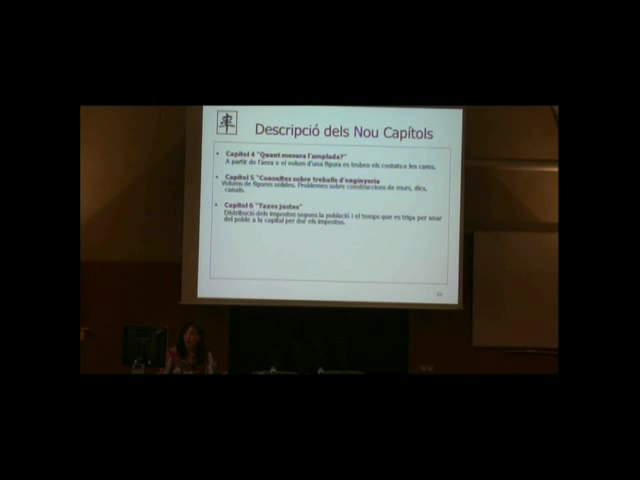 Descripció dels Nou Capítols
• Capítol 4 "Quant mesura l'amplada?"
A partir de l'àrea o el volum d'una figura es troben els costats o les cares.
• Capítol 5 "Consultes sobre treballs d'enginyeria
Volums de figures sòlides. Problemes sobre construccions de murs, dics,
canals.
• Capítol 6 "Taxes justes"
Distribució dels impostos segons la població i el temps que es triga per anar
del poble a la capital per dur els impostos.